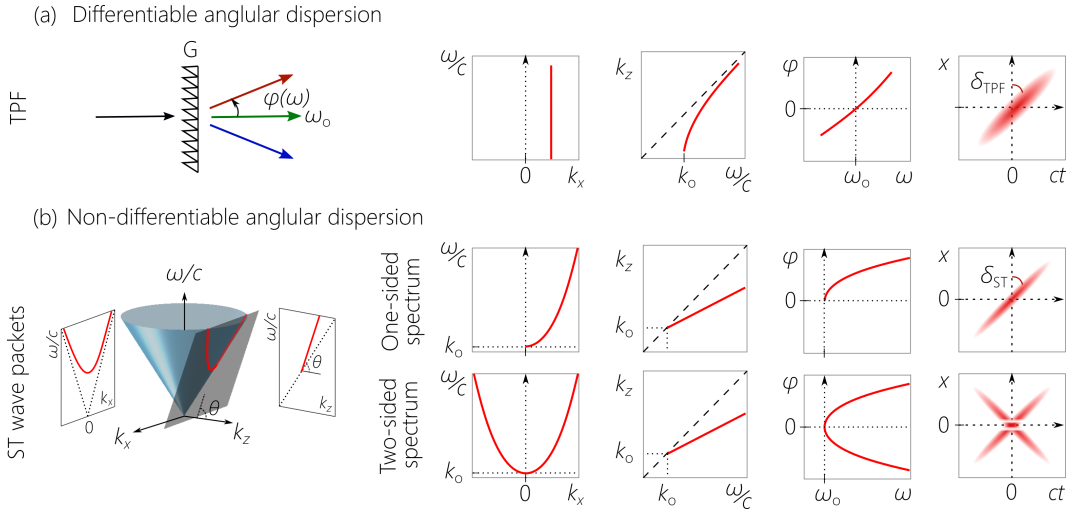 (a) Differentiable anglular dispersion
TPF
G
φ(ω)
ωo
ω/c
0
kx
kz
ko
ω/c
φ
0
ωo
ω
x
δTPF
0
ct
(b) Non-differentiable anglular dispersion
ST wave packets
ω/c
ω/c
kx
0
kx
kz
θ
ω/c
θ
kz
One-sided
spectrum
ω/c
ko
kz
ko
φ
0
x
δST
0
Two-sided
spectrum
ω/c
ko
0
kx
kz
ko
ko
ω/c
φ
0
ωo
ω
x
0
0
ct